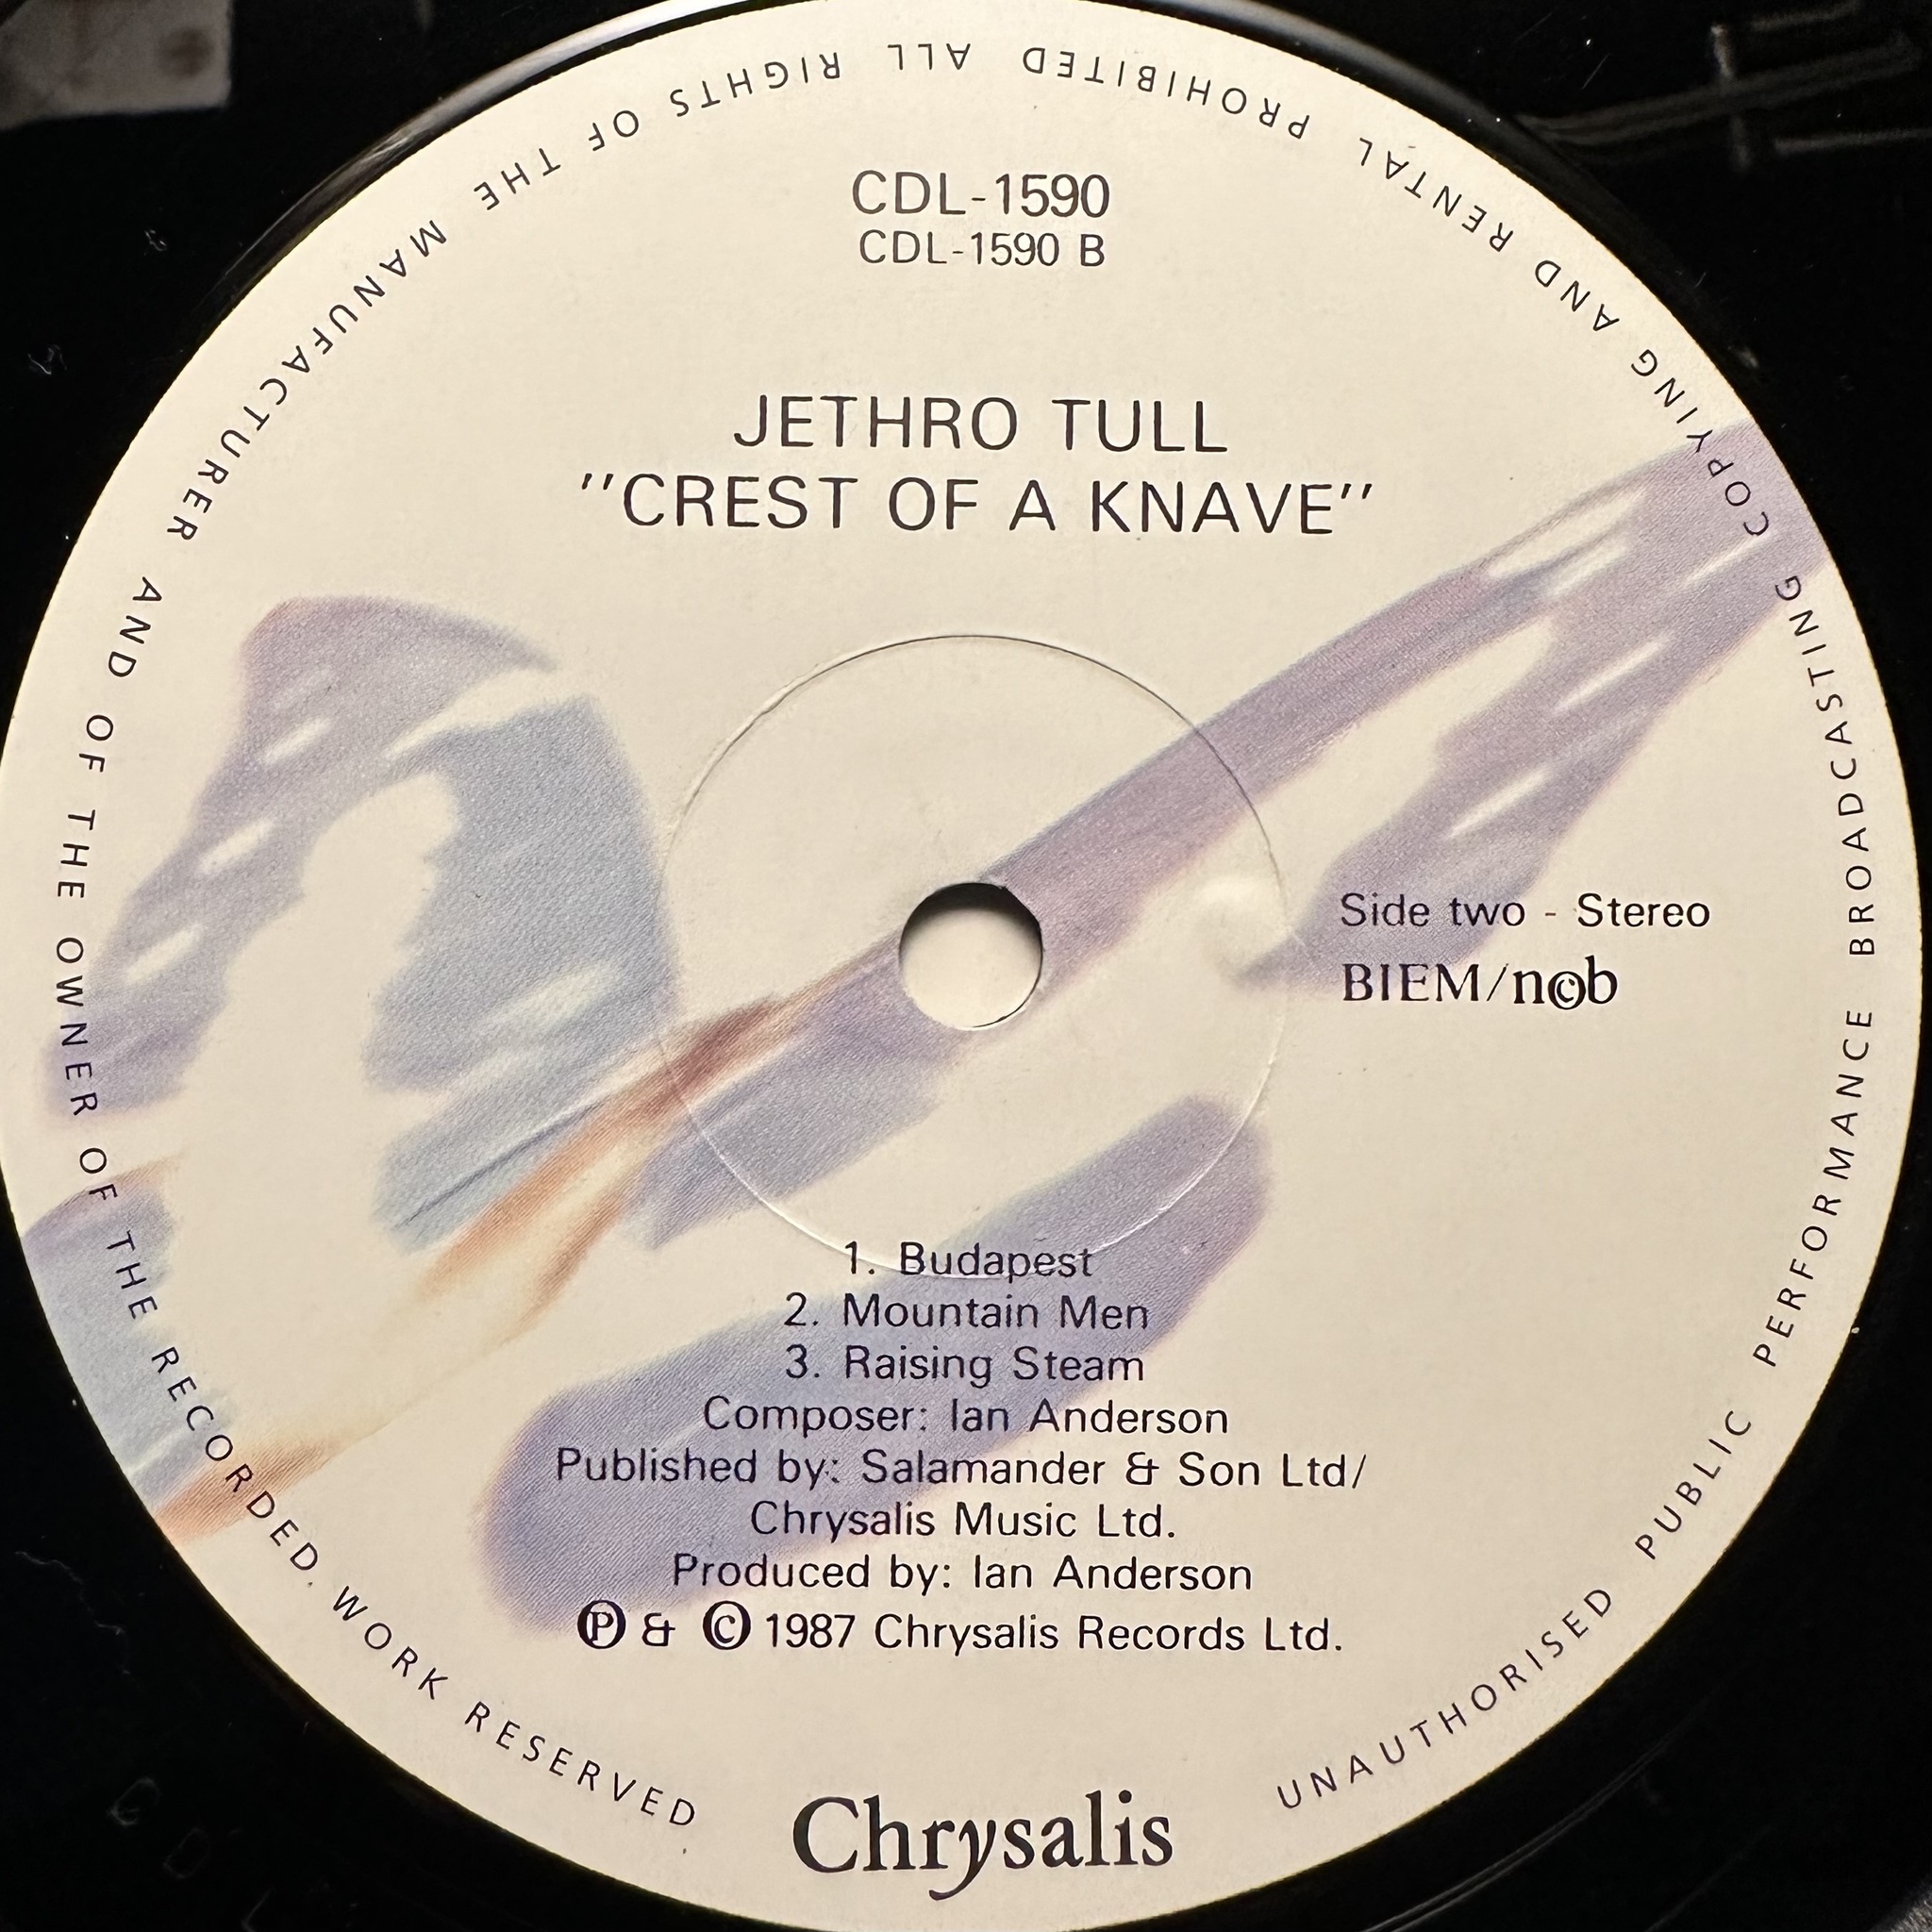 CDL-1590
CDL-1590 B
JETHRO TULL
"CREST OF A KNAVE"
Side two - Stereo
BIEM/n©b
1. Budapest
2. Mountain Men
3. Raising Steam
Composer: Ian Anderson
Published by: Salamander & Son Ltd/
Chrysalis Music Ltd.
Produced by: Ian Anderson
℗ & © 1987 Chrysalis Records Ltd.
Chrysalis
UNAUTHORISED PUBLIC PERFORMANCE BROADCASTING COPYING AND RENTAL PROHIBITED ALL RIGHTS OF THE MANUFACTURER AND OF THE OWNER OF THE RECORDED. WORK RESERVED